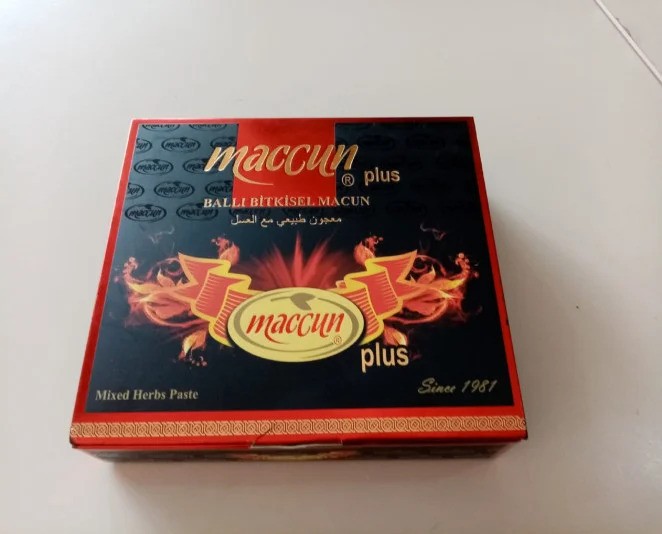 maccun® plus
BALLI BİTKİSEL MACUN
معجون طبيعي مع العسل
maccun®
plus
Mixed Herbs Paste
Since 1981